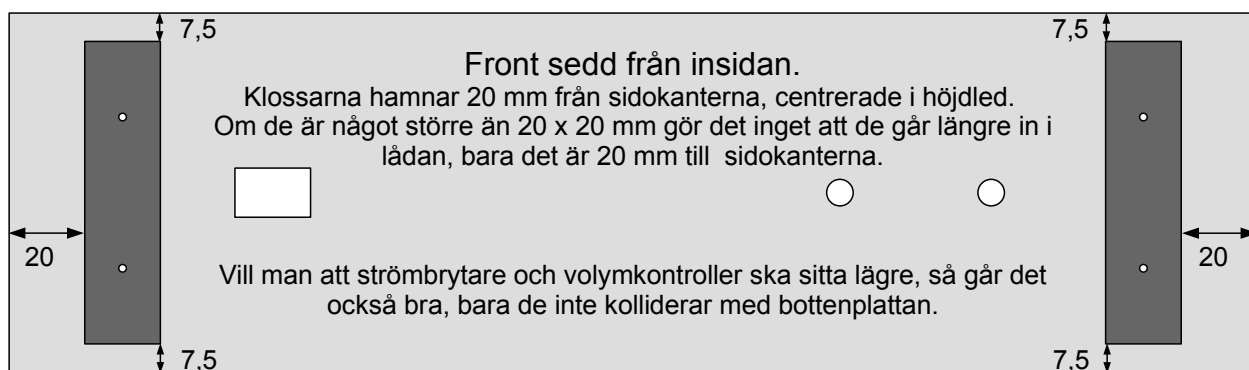 7,5
7,5
Front sedd från insidan.
Klossarna hamnar 20 mm från sidokanterna, centrerade i höjdled.
Om de är något större än 20 x 20 mm gör det inget att de går längre in i
lådan, bara det är 20 mm till sidokanterna.
20
20
Vill man att strömbrytare och volymkontroller ska sitta lägre, så går det
också bra, bara de inte kolliderar med bottenplattan.
7,5
7,5